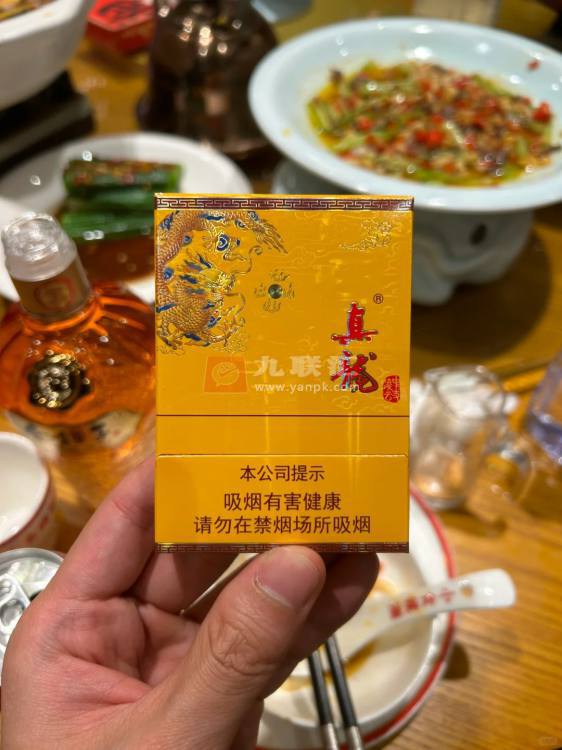 真龙
®
九联
www.yanpk.com
本公司提示
吸烟有害健康
请勿在禁烟场所吸烟